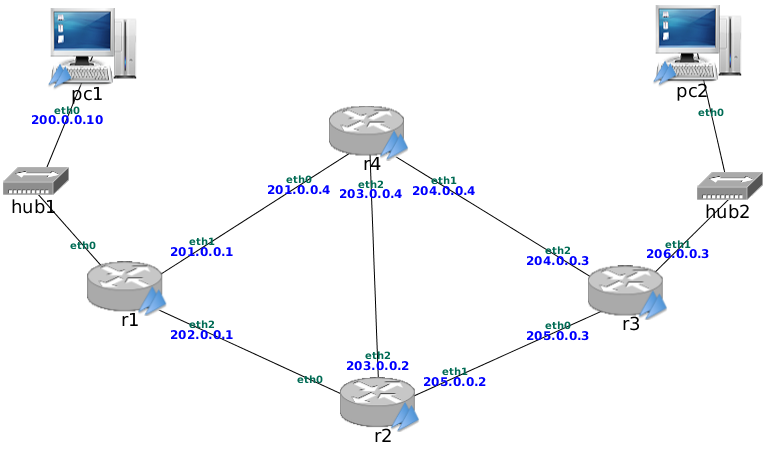 pc1
eth0
200.0.0.10
hub1
eth0
pc2
eth0
hub2
eth1
206.0.0.3
r4
eth0
201.0.0.4
eth2
203.0.0.4
eth1
204.0.0.4
eth1
201.0.0.1
r1
eth2
202.0.0.1
eth2
204.0.0.3
r3
eth0
205.0.0.3
eth0
eth2
203.0.0.2
eth1
205.0.0.2
r2